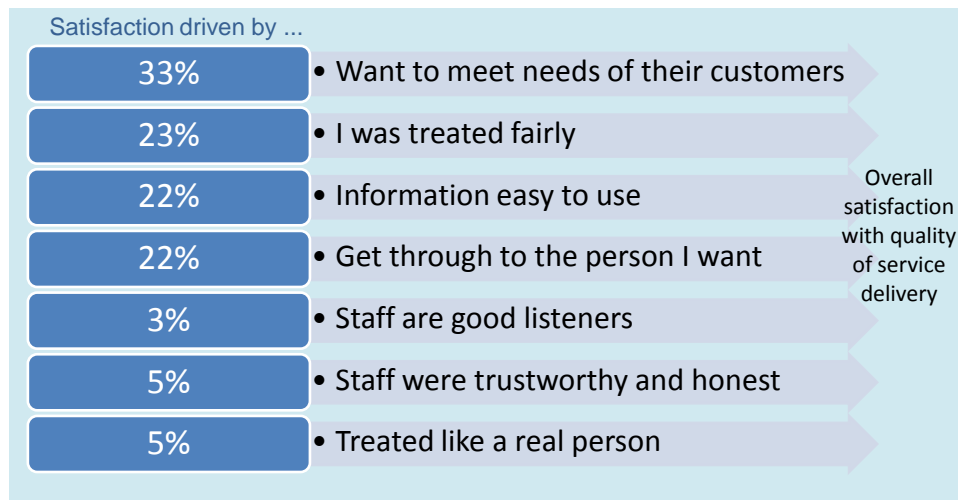 Satisfaction driven by ...
33%
• Want to meet needs of their customers
23%
• I was treated fairly
22%
• Information easy to use
22%
• Get through to the person I want
3%
• Staff are good listeners
5%
• Staff were trustworthy and honest
5%
• Treated like a real person
Overall
satisfaction
with quality
of service
delivery